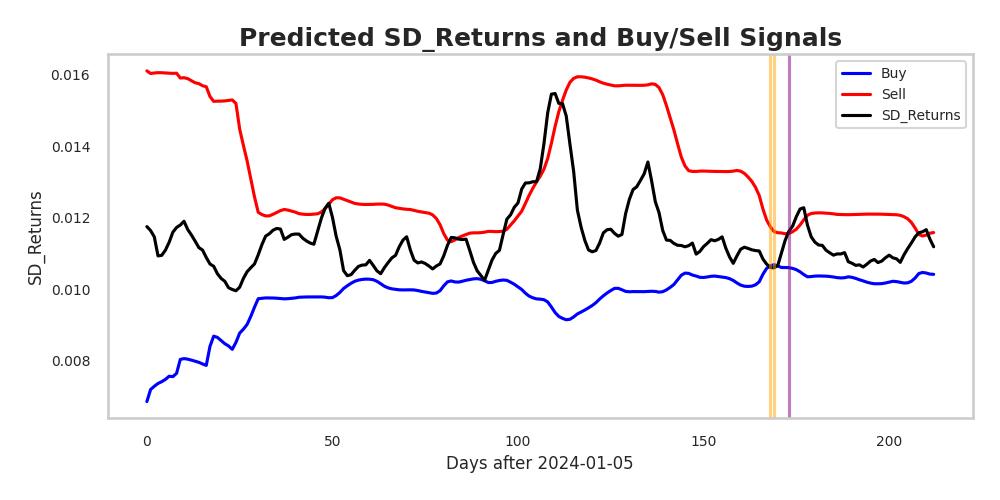 Predicted SD_Returns and Buy/Sell Signals
SD_Returns
0.016
0.014
0.012
0.010
0.008
Buy
Sell
SD_Returns
0 50 100 150 200
Days after 2024-01-05